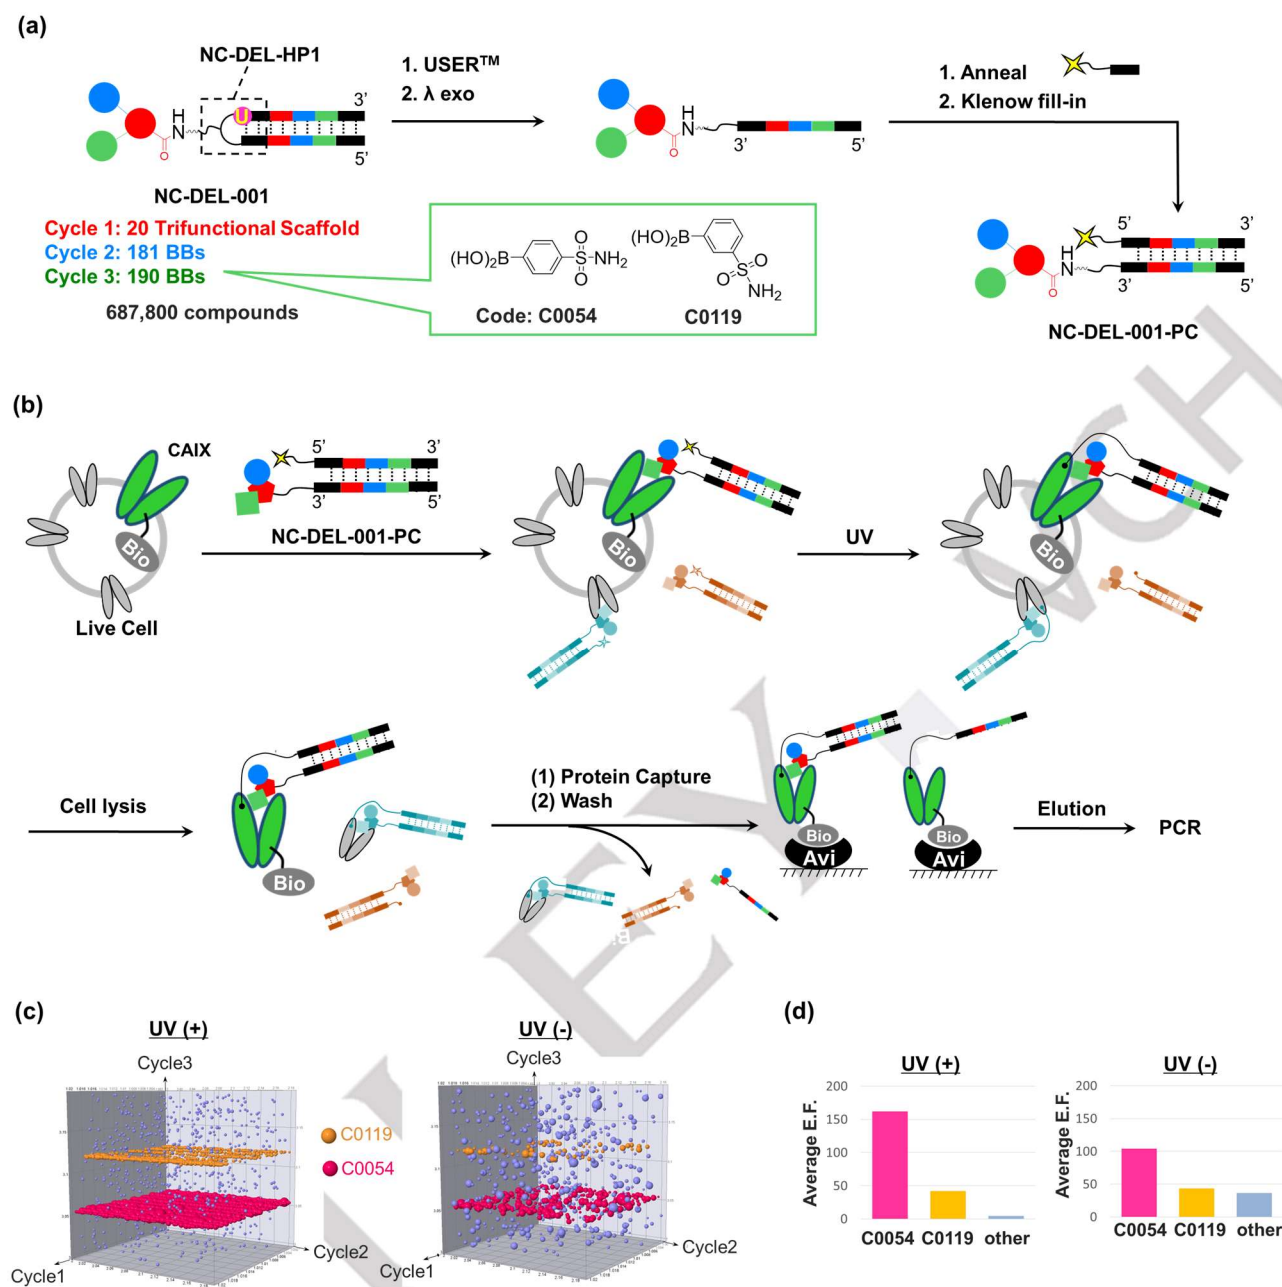 (a)
NC-DEL-HP1
1. USER™
2. λ exo
1. Anneal
2. Klenow fill-in
U
H
N
O
3’
5’
H
N
O
3’
5’
NC-DEL-001
Cycle 1: 20 Trifunctional Scaffold
Cycle 2: 181 BBs
Cycle 3: 190 BBs
687,800 compounds
(HO)₂B
O
S
O
NH₂
Code: C0054
(HO)₂B
O
S
O
NH₂
C0119
5’
3’
H
N
O
3’
5’
NC-DEL-001-PC
(b)
CAIX
Bio
Live Cell
5’
3’
3’
5’
NC-DEL-001-PC
Bio
UV
Bio
Cell lysis
Bio
(1) Protein Capture
(2) Wash
Bio
Avi
Bio
Avi
Elution
PCR
(c)
UV (+)
Cycle3
Cycle2
Cycle1
C0119
C0054
UV (-)
Cycle3
Cycle2
Cycle1
(d)
UV (+)
Average E.F.
200
150
100
50
0
C0054 C0119 other
UV (-)
Average E.F.
200
150
100
50
0
C0054 C0119 other